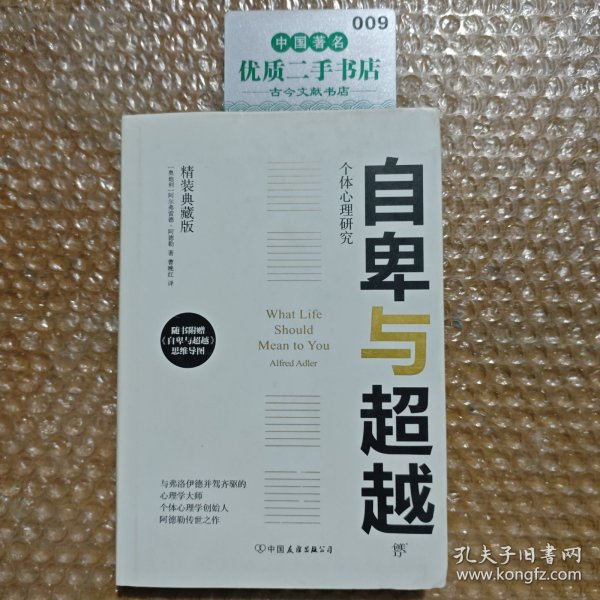 009
中国著名
优质二手书店
古今文献书店
自卑与超越
个体心理研究
精装典藏版
[奥地利]阿尔弗雷德·阿德勒 著 曹晚红 译
What Life
Should
Mean to You
Alfred Adler
随书附赠
《自卑与超越》
思维导图
与弗洛伊德并驾齐驱的
心理学大师
个体心理学创始人
阿德勒传世之作
中国友谊出版公司
孔夫子旧书网
www.kongfz.com